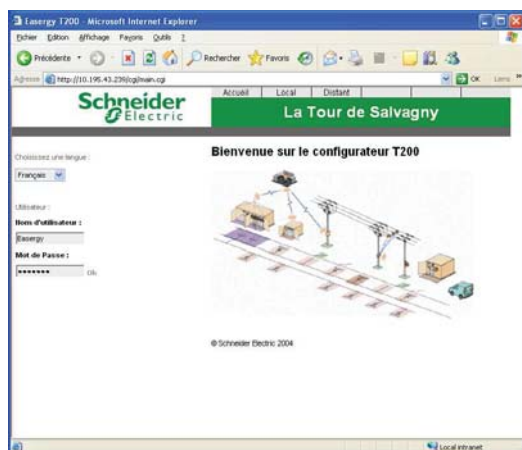 Easergy T200 - Microsoft Internet Explorer
Fichier Edition Affichage Favoris Outils ?
Précédente Rechercher Favoris
Adresse http://10.195.43.239/cgi/main.cgi OK Liens »
Schneider Electric
Accueil Local Distant
La Tour de Salvagny
Choisissez une langue :
Français
Utilisateur :
Nom d'utilisateur :
Easergy
Mot de Passe :
•••••••
Ok
Bienvenue sur le configurateur T200
© Schneider Electric 2004
Local intranet